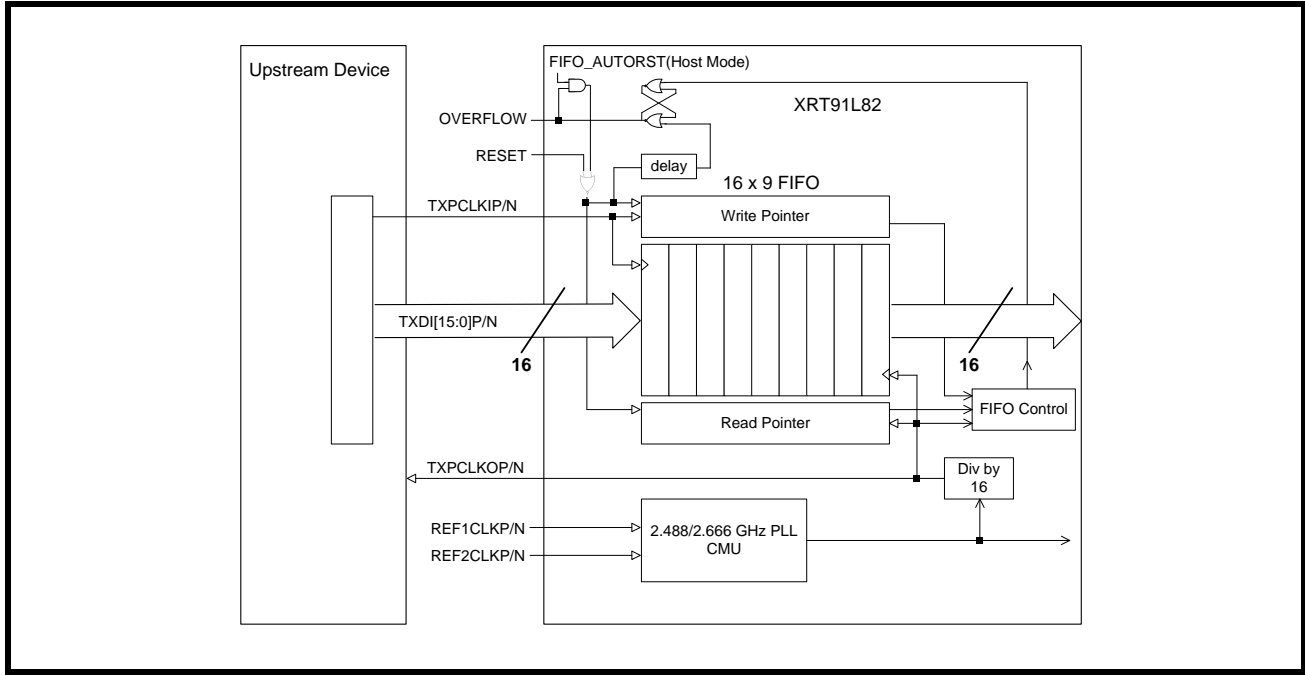 Upstream Device
FIFO_AUTORST(Host Mode)
XRT91L82
OVERFLOW
RESET
delay
16 x 9 FIFO
TXPCLKIP/N
Write Pointer
TXDI[15:0]P/N
16
16
FIFO Control
Read Pointer
TXPCLKOP/N
Div by
16
REF1CLKP/N
REF2CLKP/N
2.488/2.666 GHz PLL
CMU